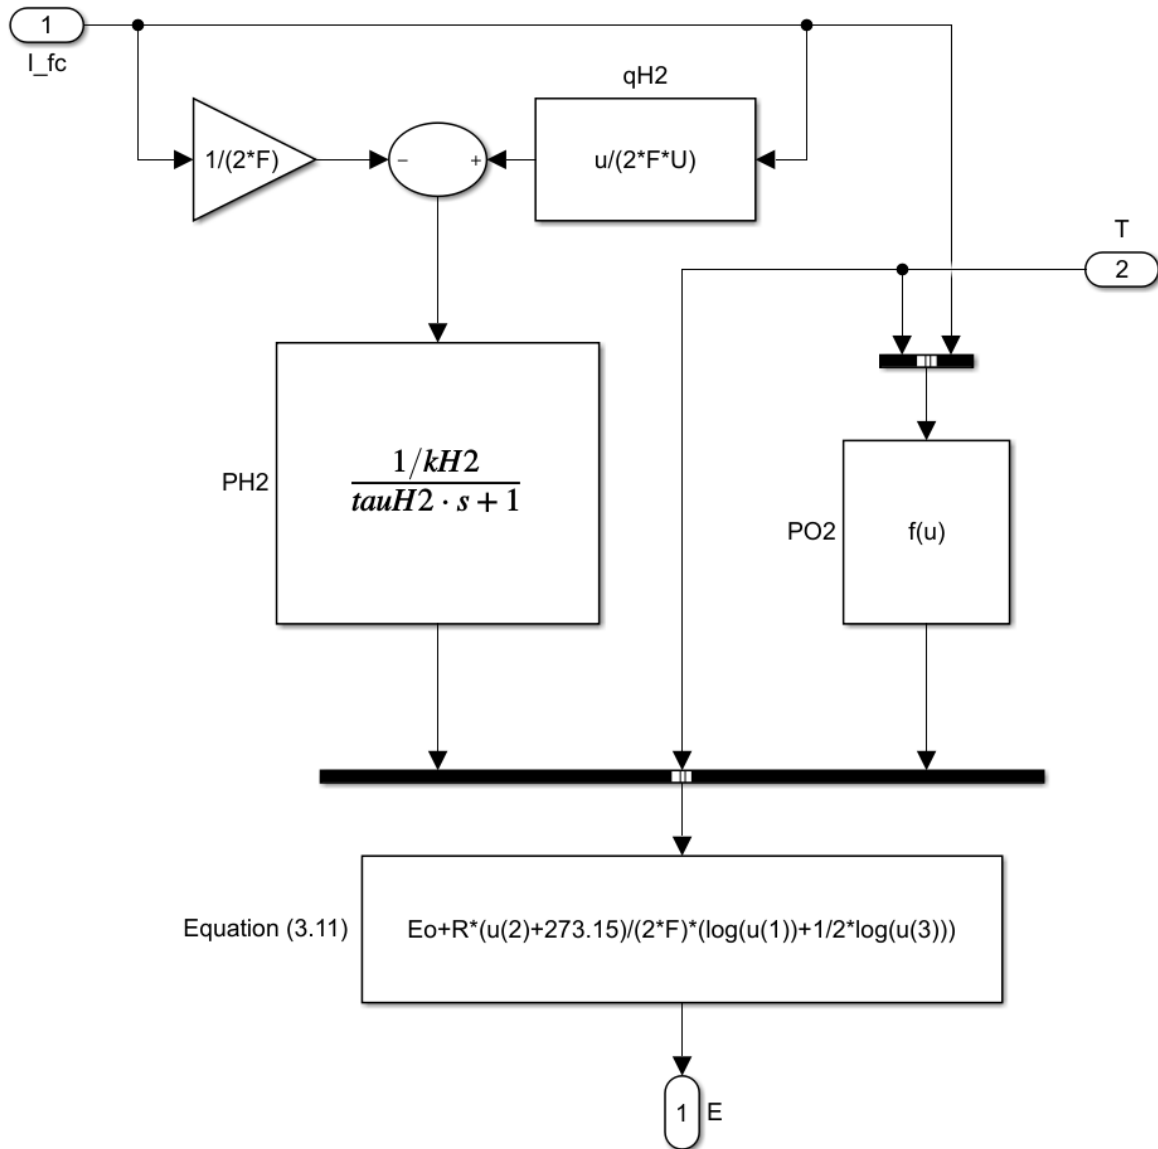 1
I_fc
qH2
1/(2*F)
−
+
u/(2*F*U)
T
2
PH2
1/kH2
tauH2 · s + 1
PO2
f(u)
Equation (3.11)
Eo+R*(u(2)+273.15)/(2*F)*(log(u(1))+1/2*log(u(3)))
1
E